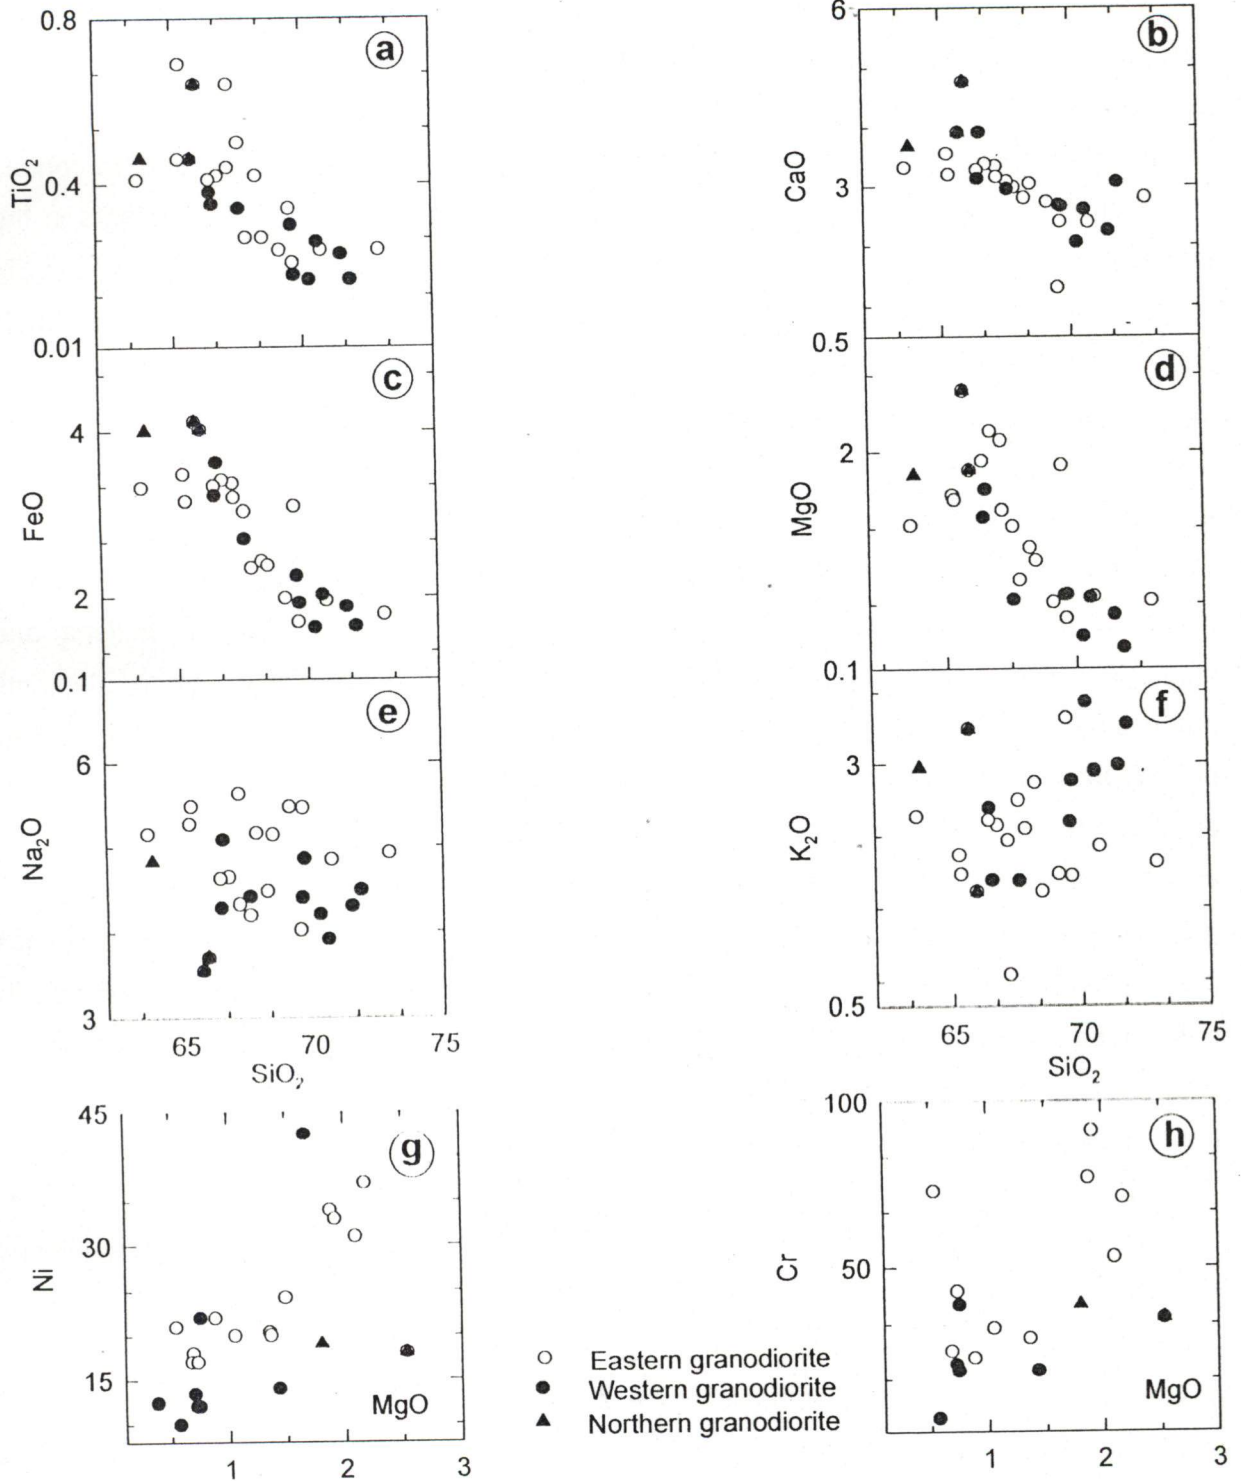 0.8
TiO2
0.4
0.01
a
6
CaO
3
0.5
b
FeO
4
2
0.1
c
MgO
2
0.1
d
Na2O
6
3
e
65 70 75
SiO2
K2O
3
0.5
f
65 70 75
SiO2
45
Ni
30
15
g
MgO
1 2 3
Eastern granodiorite
Western granodiorite
Northern granodiorite
100
Cr
50
h
MgO
1 2 3